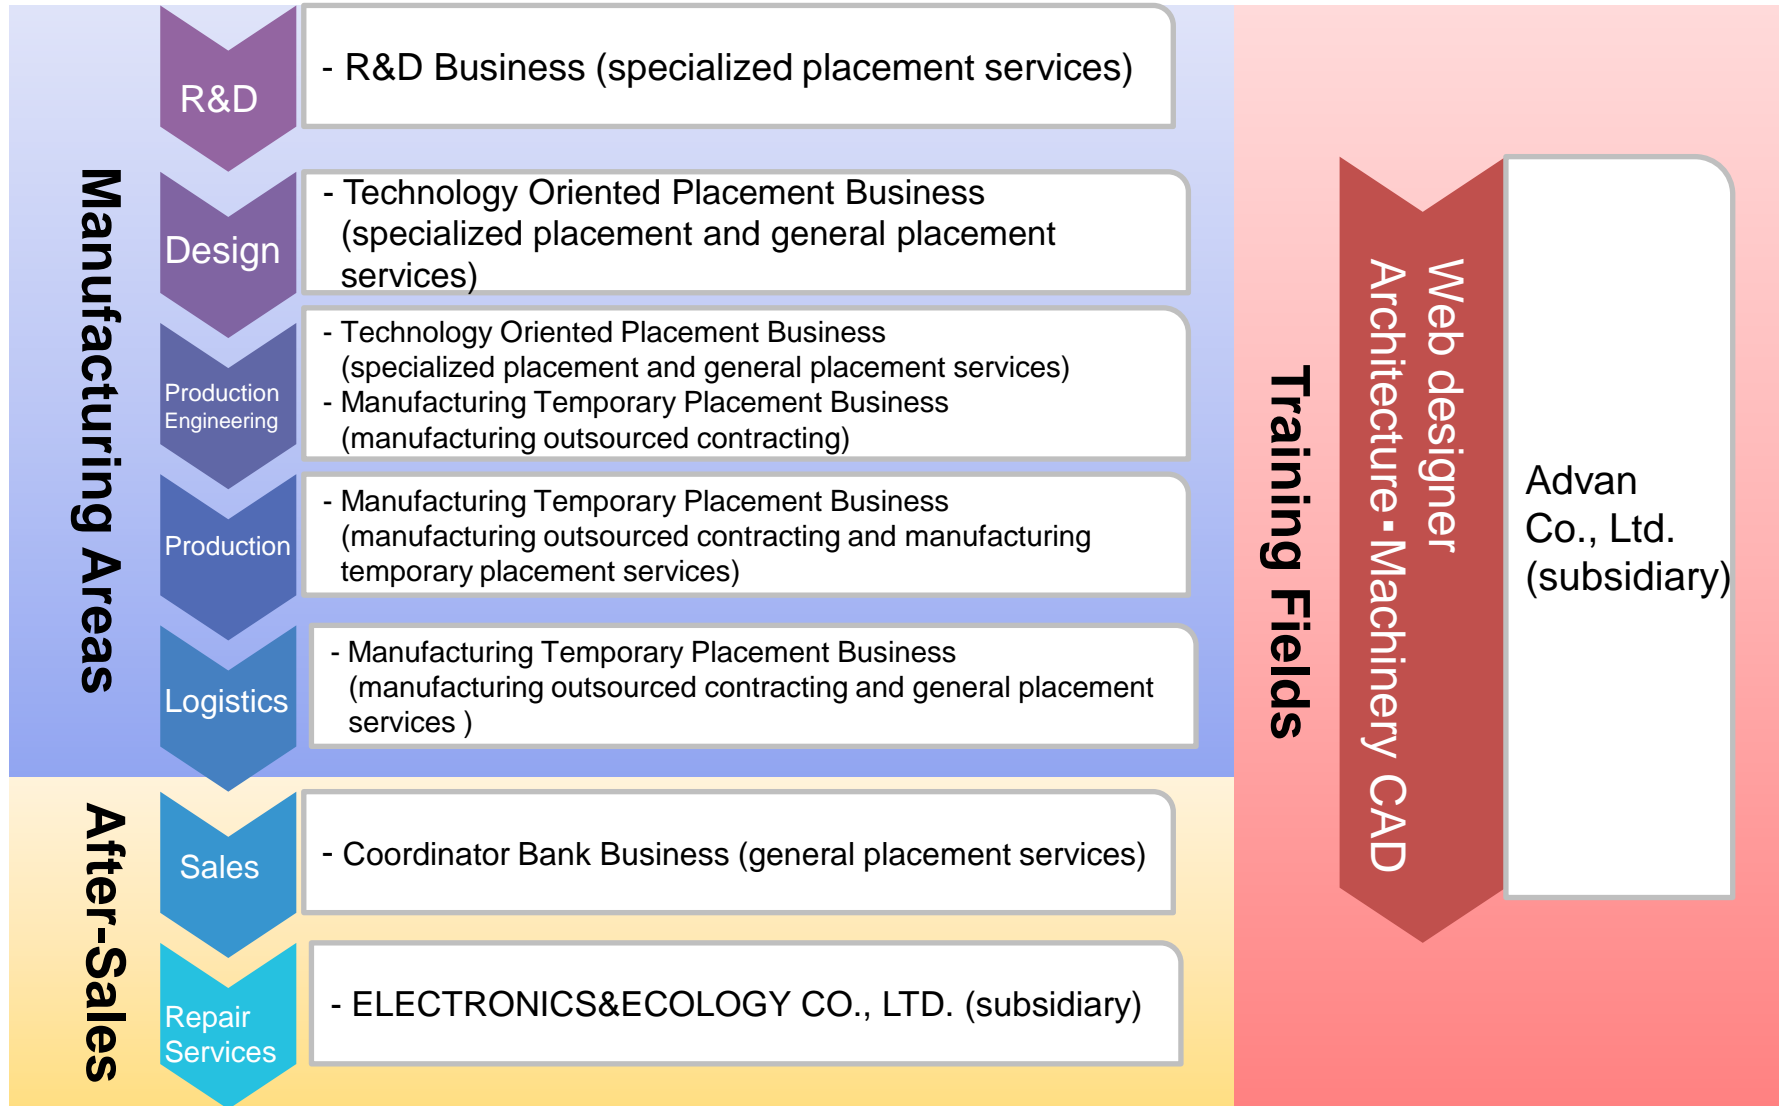 Manufacturing Areas
R&D
- R&D Business (specialized placement services)
Design
- Technology Oriented Placement Business
(specialized placement and general placement
services)
Production
Engineering
- Technology Oriented Placement Business
(specialized placement and general placement services)
- Manufacturing Temporary Placement Business
(manufacturing outsourced contracting)
Production
- Manufacturing Temporary Placement Business
(manufacturing outsourced contracting and manufacturing
temporary placement services)
Logistics
- Manufacturing Temporary Placement Business
(manufacturing outsourced contracting and general placement
services )
After-Sales
Sales
- Coordinator Bank Business (general placement services)
Repair
Services
- ELECTRONICS&ECOLOGY CO., LTD. (subsidiary)
Training Fields
Web designer
Architecture▪Machinery CAD
Advan
Co., Ltd.
(subsidiary)